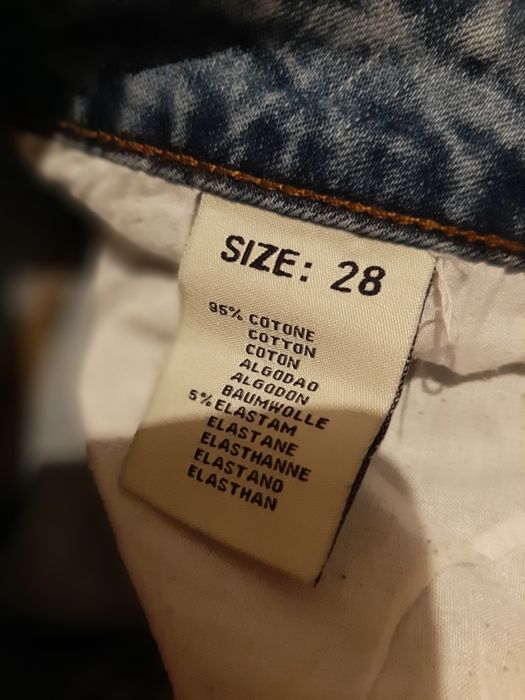 SIZE: 28
95% COTONE
COTTON
COTON
ALGODAO
ALGODON
BAUMWOLLE
5% ELASTAM
ELASTANE
ELASTHANNE
ELASTANO
ELASTHAN